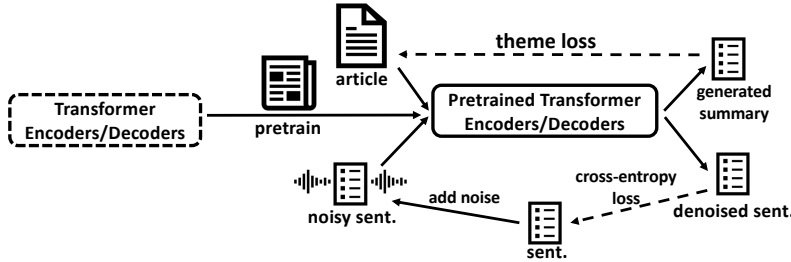 theme loss
article
generated
summary
Transformer
Encoders/Decoders
pretrain
Pretrained Transformer
Encoders/Decoders
noisy sent.
add noise
sent.
cross-entropy
loss
denoised sent.